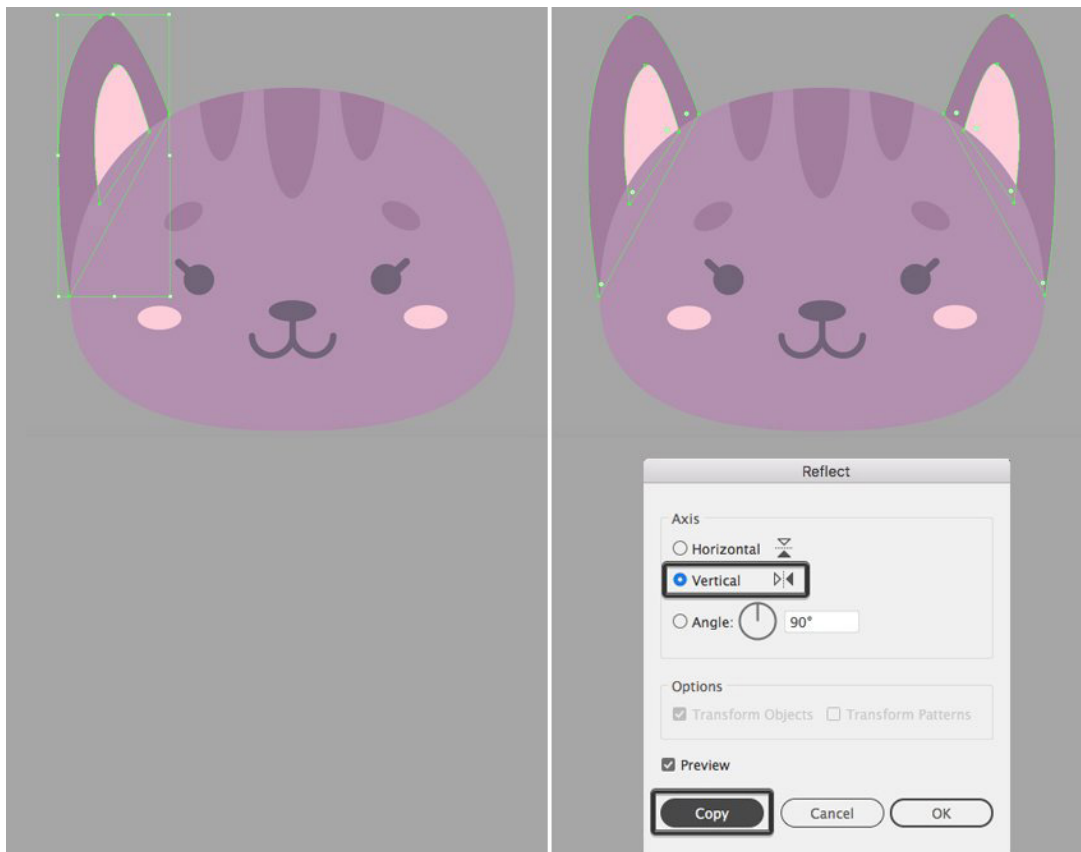 Reflect
Axis
Horizontal
Vertical
Angle: 90°
Options
Transform Objects Transform Patterns
Preview
Copy Cancel OK